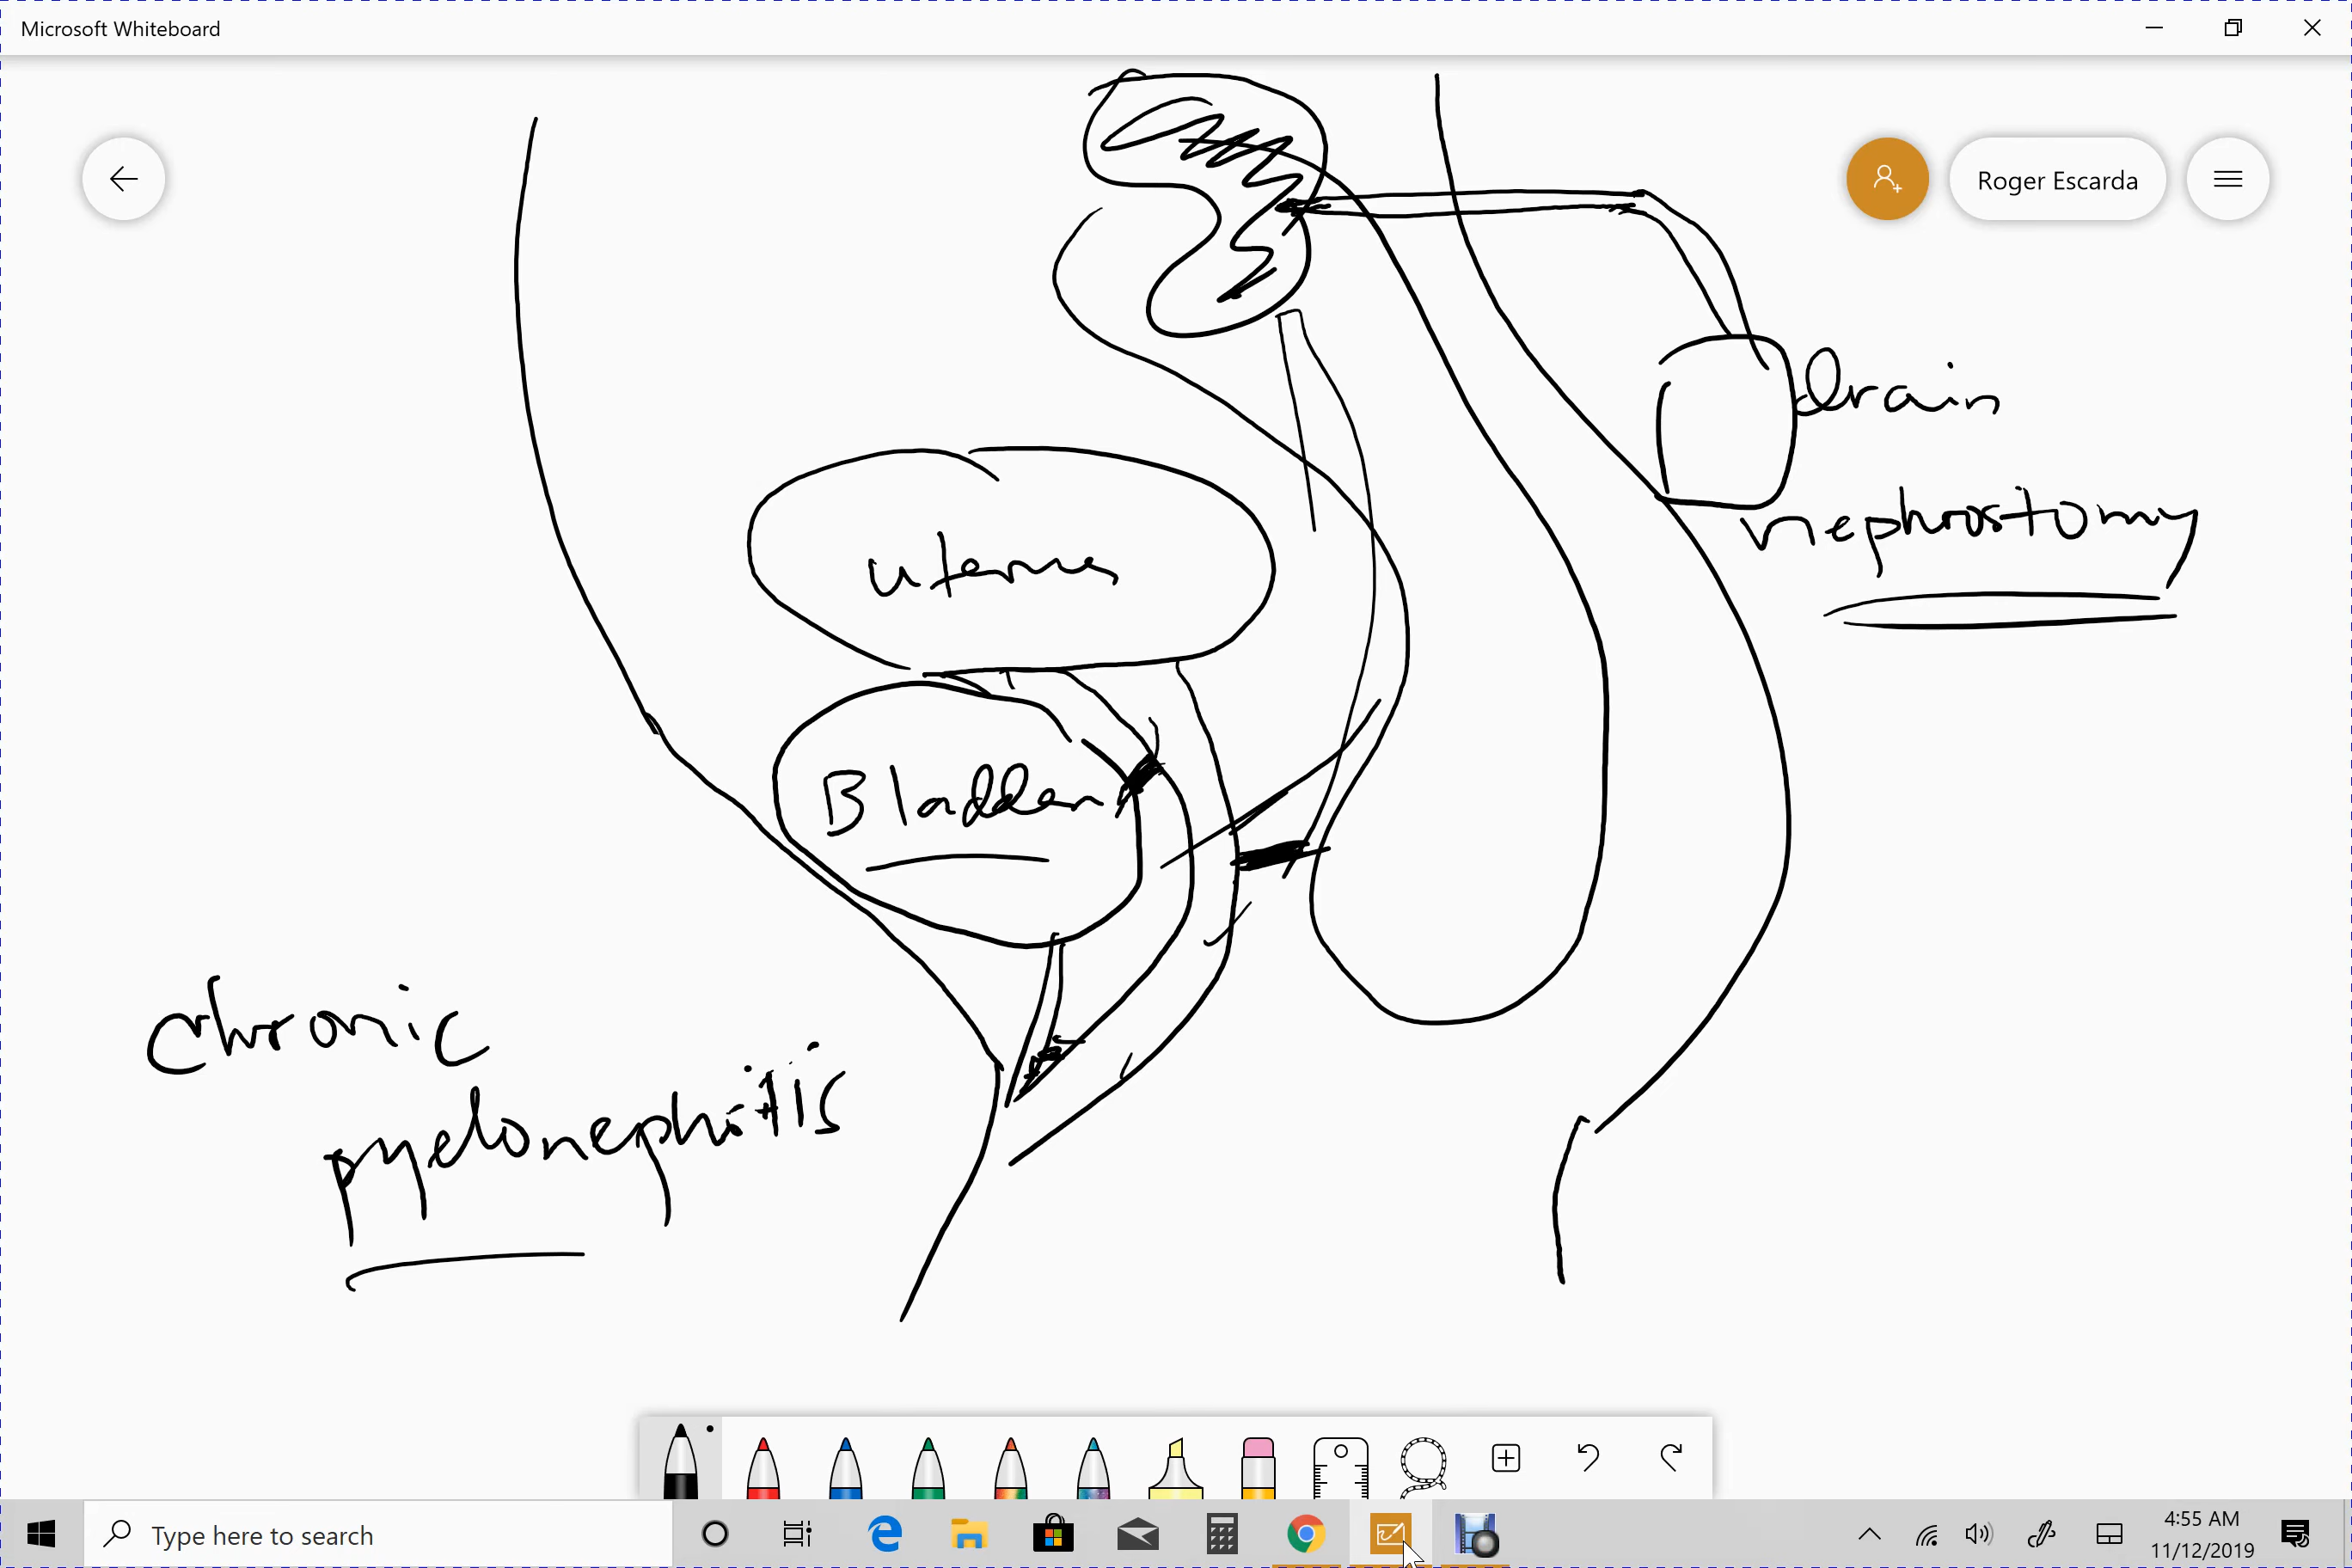 Microsoft Whiteboard
Roger Escarda
drain
nephrostomy
uterus
Bladder
chronic
pyelonephritis
Type here to search
4:55 AM
11/12/2019